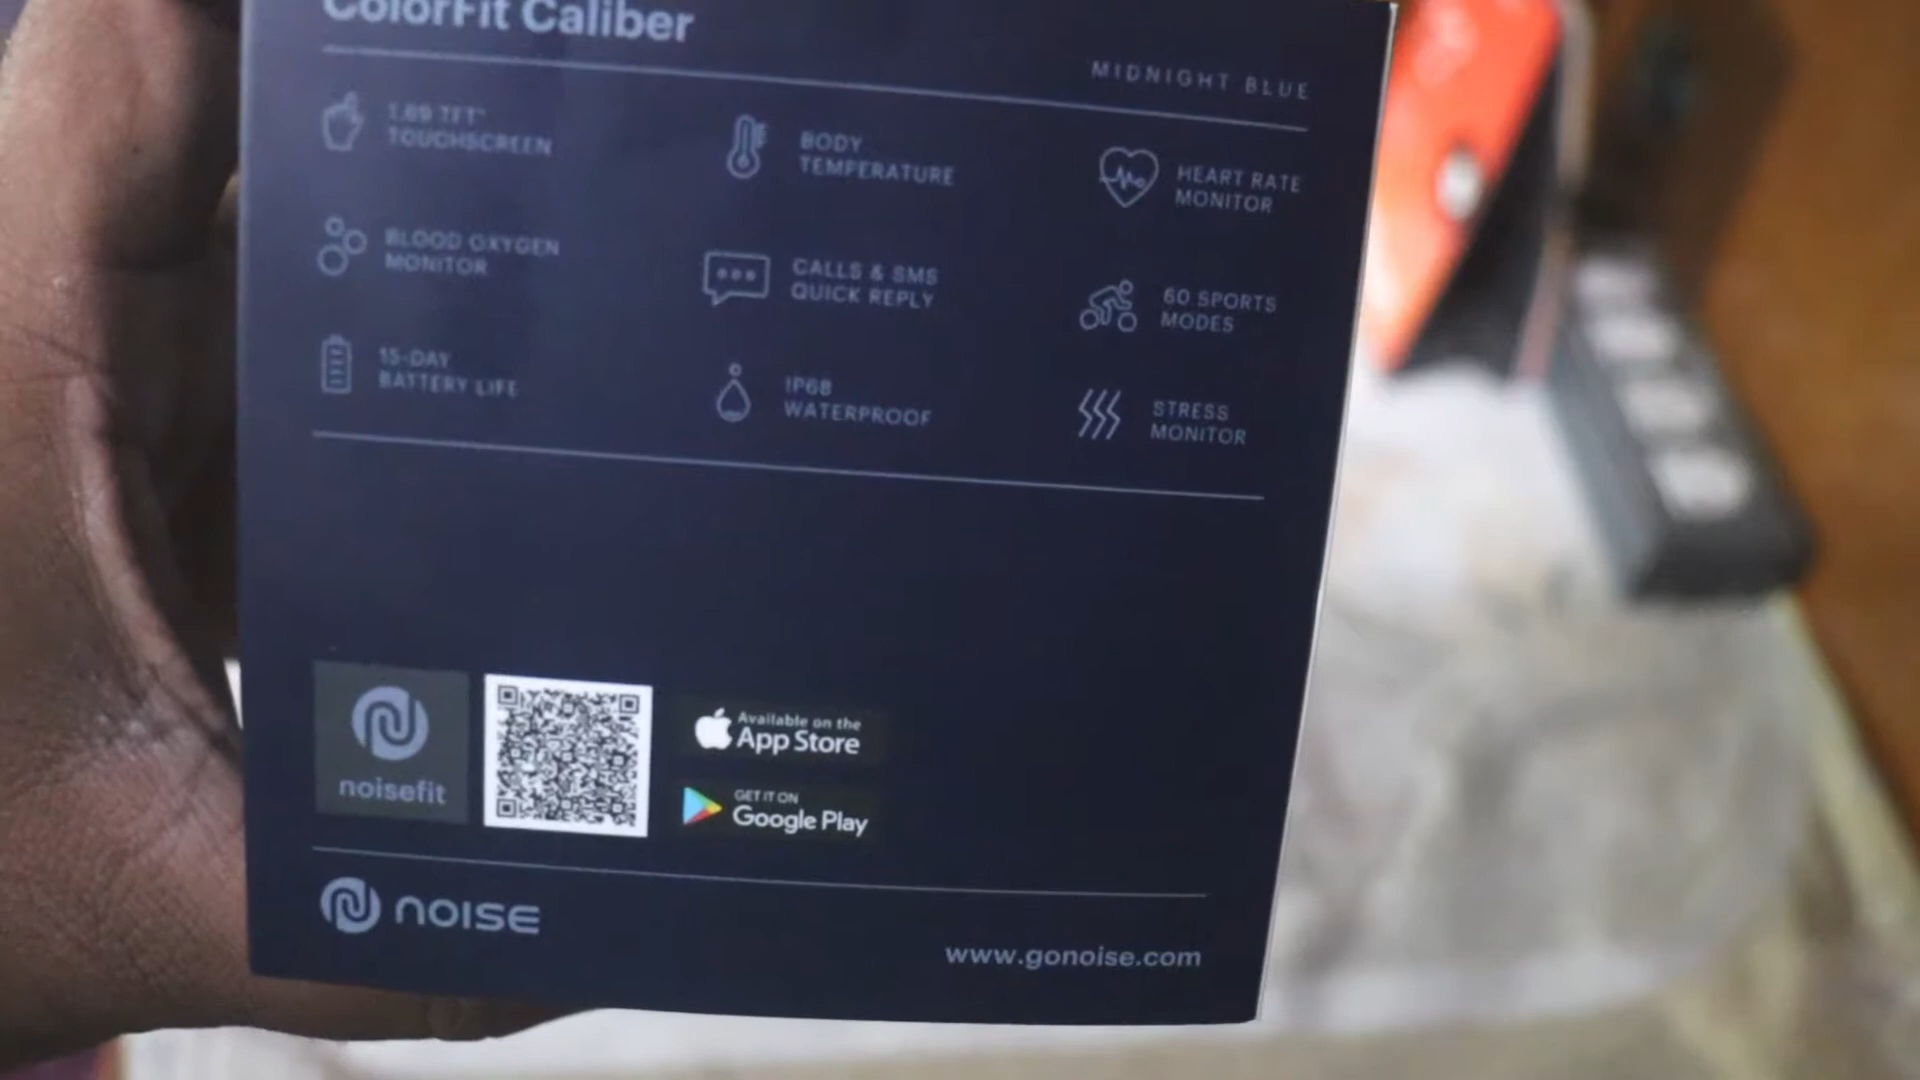 ColorFit Caliber
MIDNIGHT BLUE
1.69 TFT"
TOUCHSCREEN
BODY
TEMPERATURE
HEART RATE
MONITOR
BLOOD OXYGEN
MONITOR
CALLS & SMS
QUICK REPLY
60 SPORTS
MODES
15-DAY
BATTERY LIFE
IP68
WATERPROOF
STRESS
MONITOR
noisefit
Available on the
App Store
GET IT ON
Google Play
NOISE
www.gonoise.com